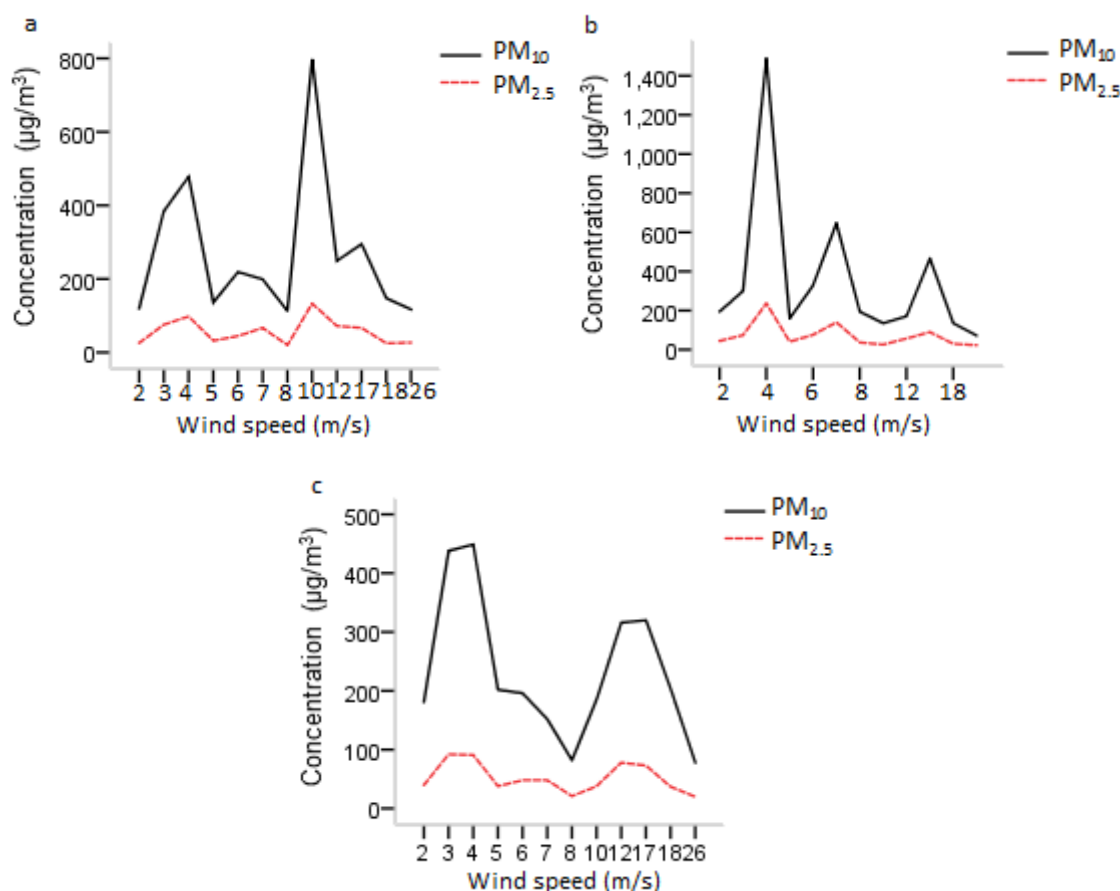 a
PM₁₀
PM₂.₅
Concentration (µg/m³)
800
600
400
200
0
2 3 4 5 6 7 8 10 12 17 18 26
Wind speed (m/s)
b
PM₁₀
PM₂.₅
Concentration (µg/m³)
1,400
1,200
1,000
800
600
400
200
0
2 4 6 8 12 18
Wind speed (m/s)
c
PM₁₀
PM₂.₅
Concentration (µg/m³)
500
400
300
200
100
0
2 3 4 5 6 7 8 10 12 17 18 26
Wind speed (m/s)